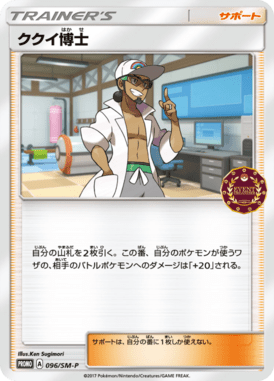 TRAINER'S
サポート
ククイ博士
はかせ
EVENT
自分の山札を2枚引く。この番、自分のポケモンが使うワ
ザの、相手のバトルポケモンへのダメージは「+20」される。
Illus.Ken Sugimori
PROMO A 096/SM-P
サポートは、自分の番に1枚しか使えない。
©2017 Pokémon/Nintendo/Creatures/GAME FREAK.